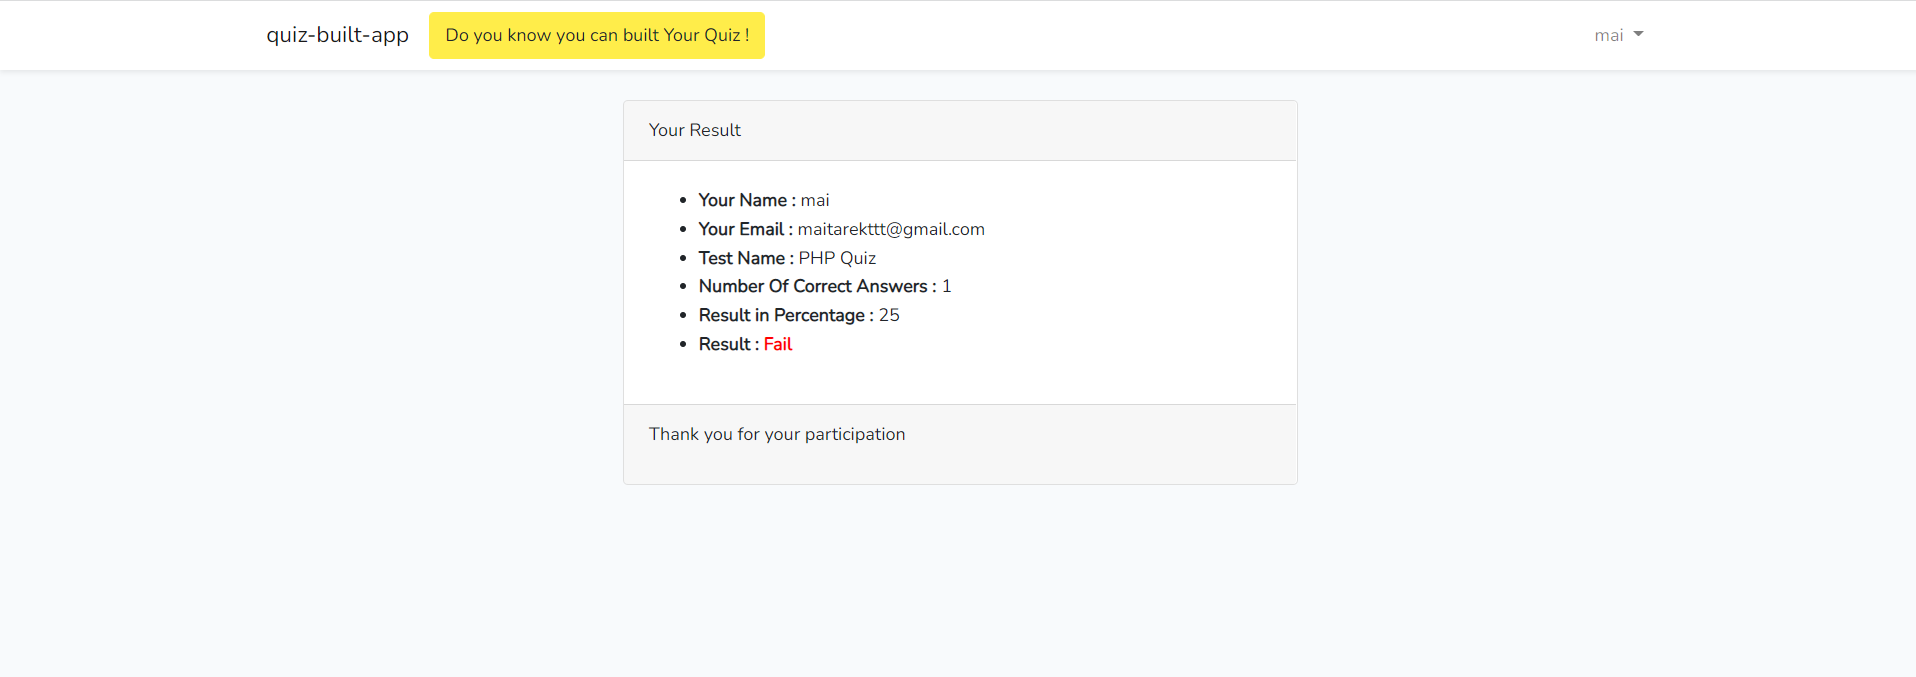 quiz-built-app
Do you know you can built Your Quiz !
mai
Your Result
Your Name : mai
Your Email : maitarekttt@gmail.com
Test Name : PHP Quiz
Number Of Correct Answers : 1
Result in Percentage : 25
Result : Fail
Thank you for your participation